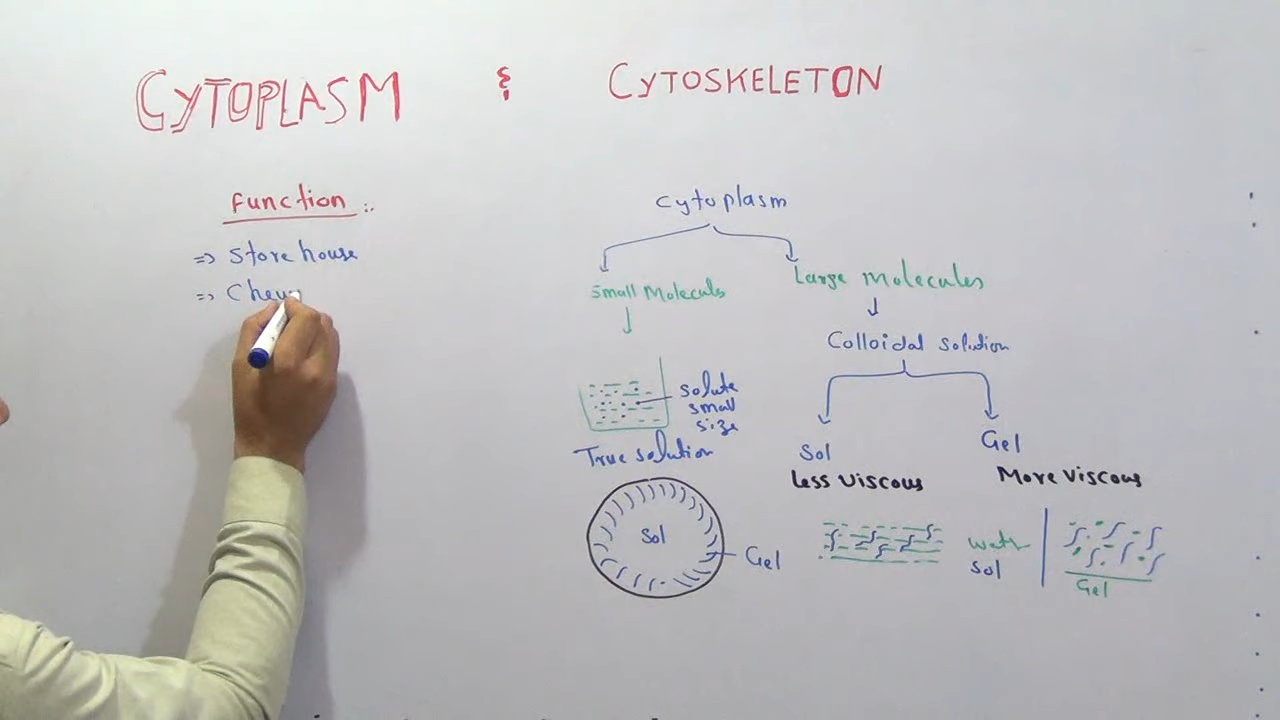 CYTOPLASM & CYTOSKELETON
Function :.
=> Store house
=> Chem
Cytoplasm
Small Molecules
Large Molecules
Colloidal solution
solute
small
size
True solution
Sol
Less Viscous
Gel
More Viscous
Sol
Gel
sol
Gel